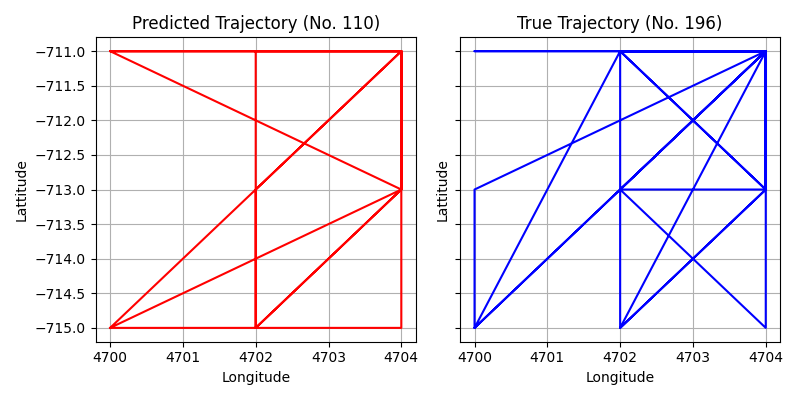 Predicted Trajectory (No. 110)
True Trajectory (No. 196)
Lattitude
−711.0
−711.5
−712.0
−712.5
−713.0
−713.5
−714.0
−714.5
−715.0
4700 4701 4702 4703 4704
Longitude
Lattitude
4700 4701 4702 4703 4704
Longitude